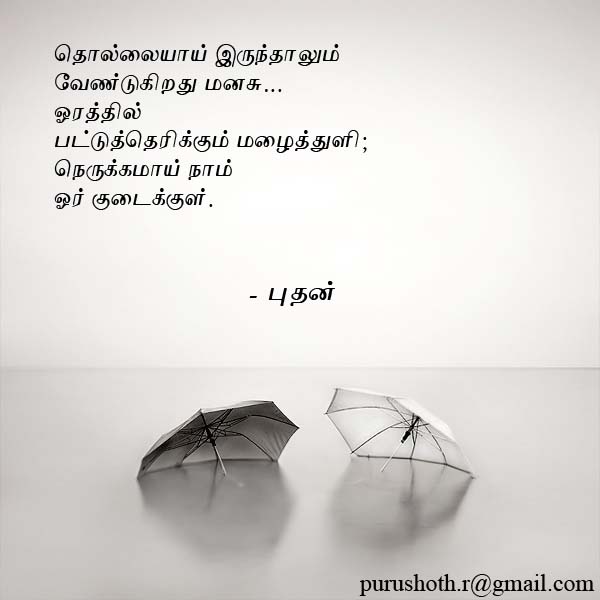 தொல்லையாய் இருந்தாலும்
வேண்டுகிறது மனசு...
ஓரத்தில்
பட்டுத்தெரிக்கும் மழைத்துளி;
நெருக்கமாய் நாம்
ஓர் குடைக்குள்.
- புதன்
purushoth.r@gmail.com